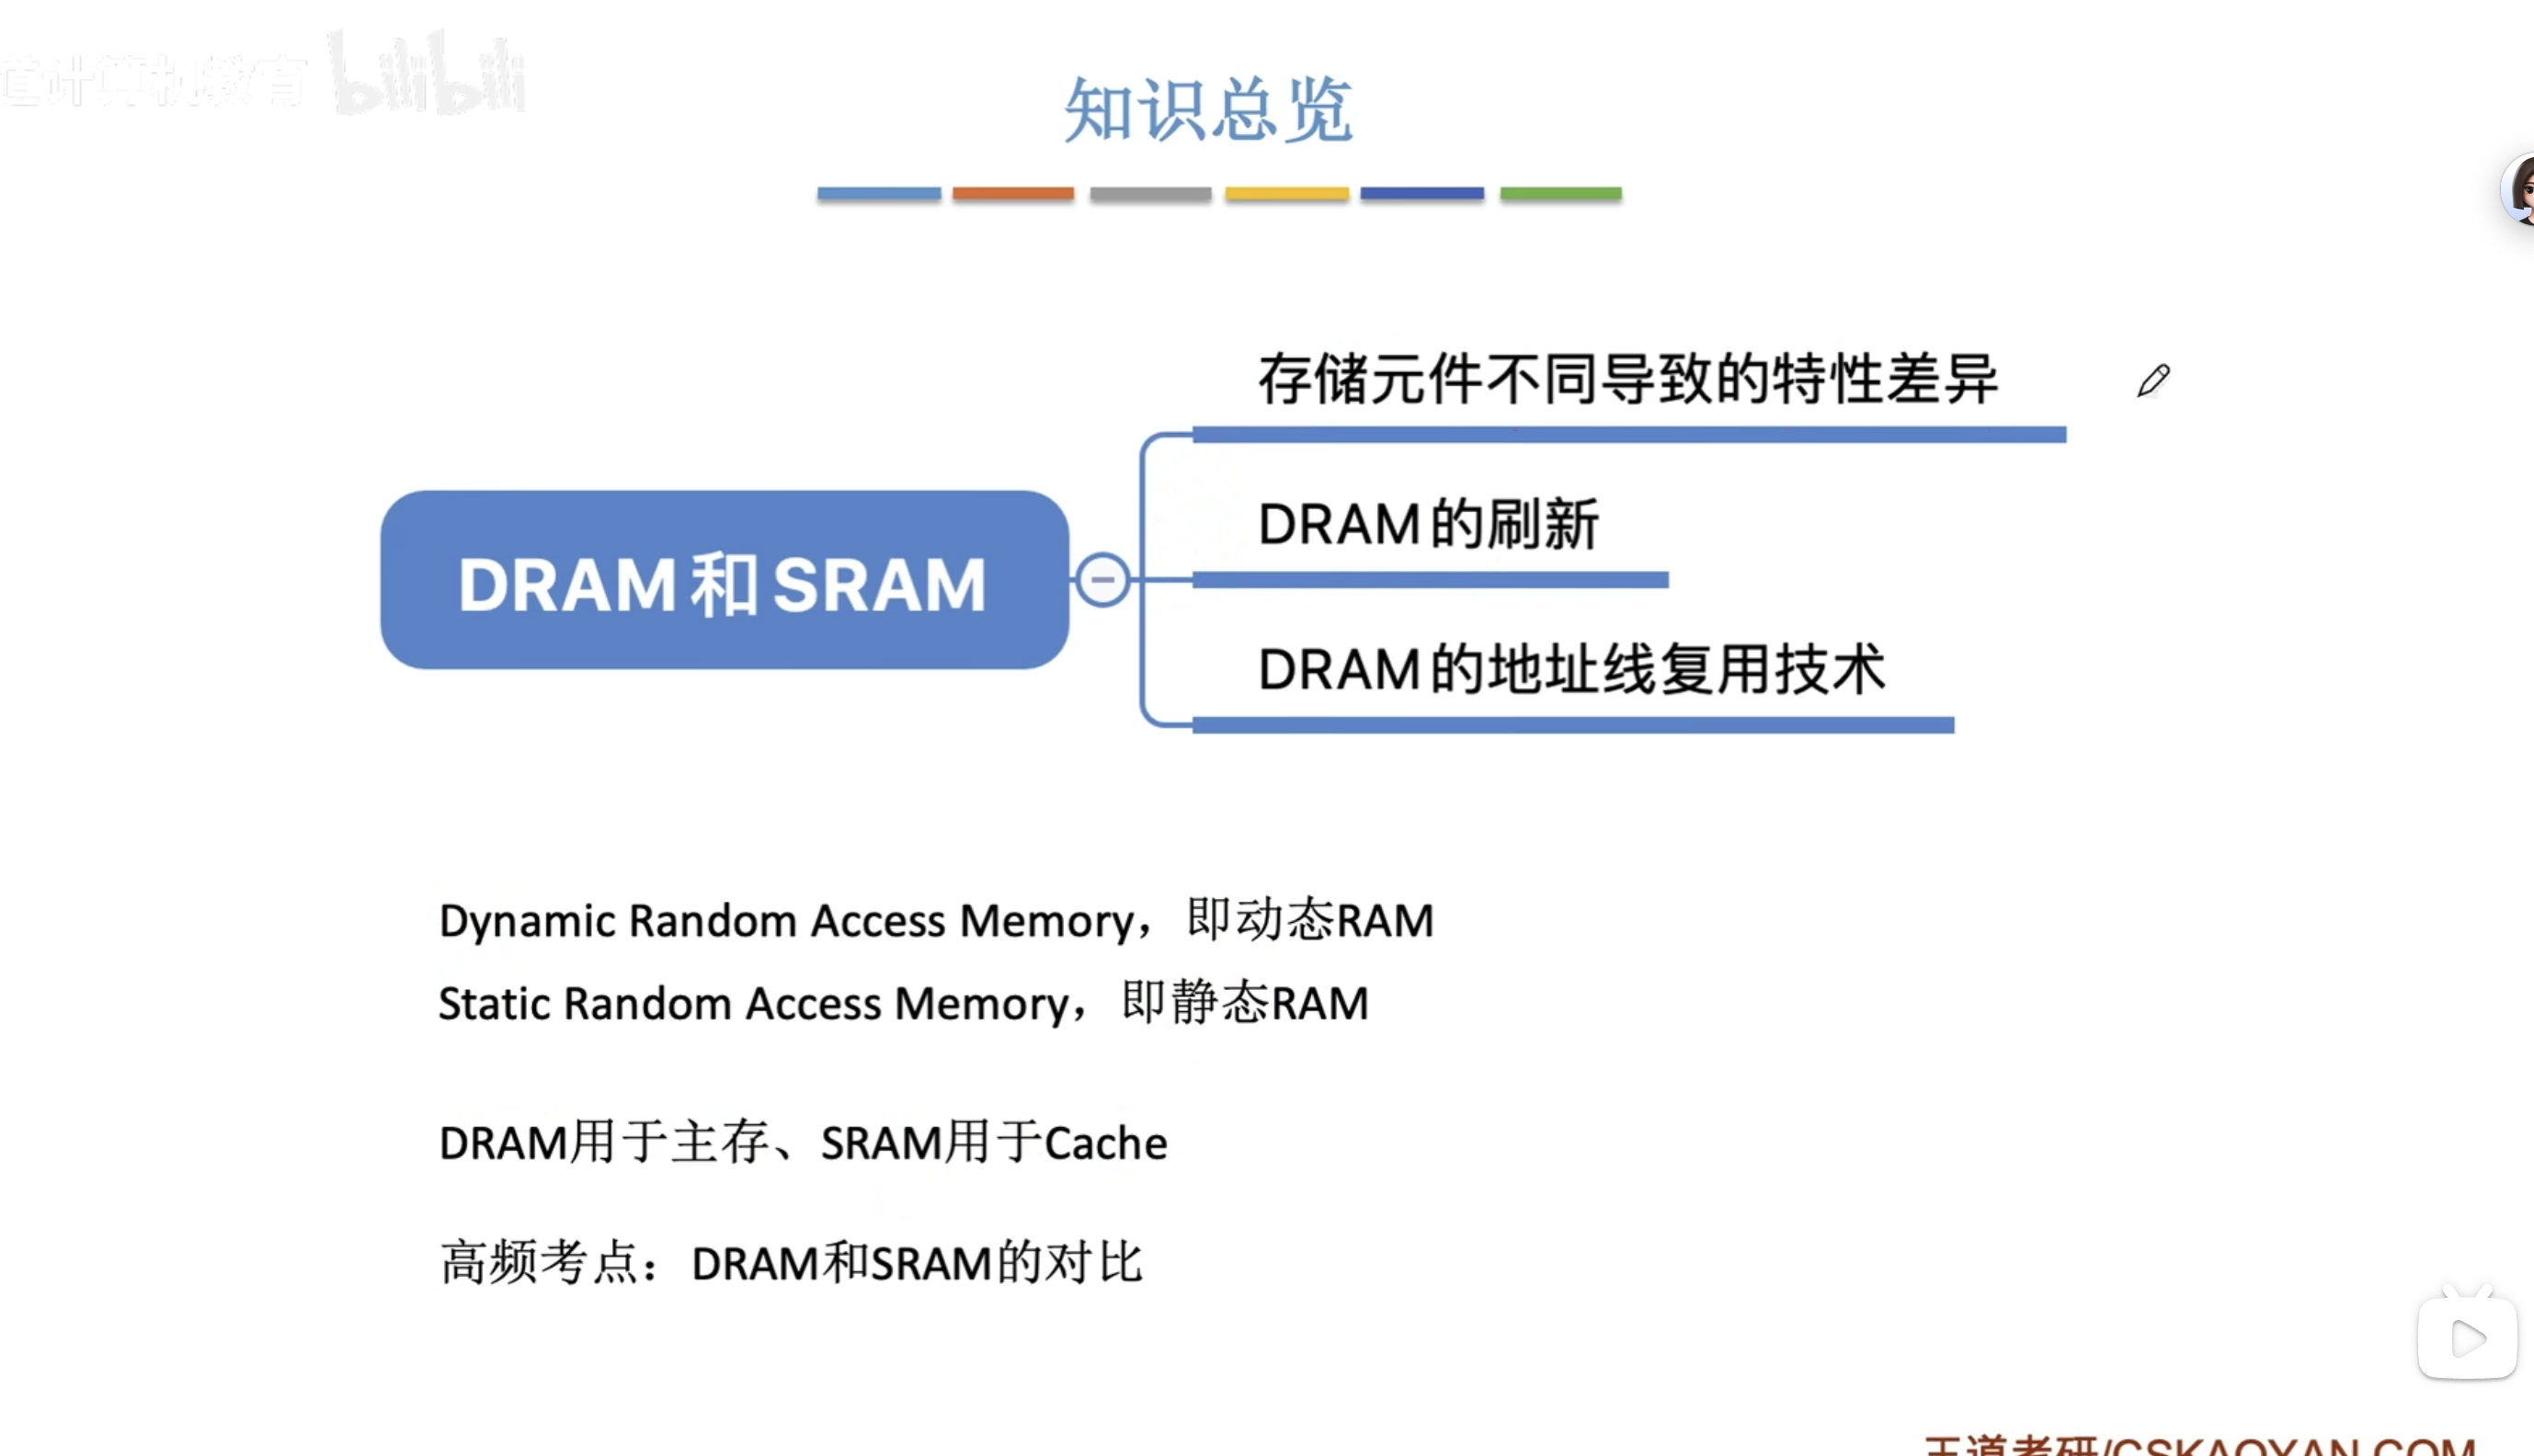 道计算机教育 bilibili
知识总览
存储元件不同导致的特性差异
DRAM的刷新
DRAM和SRAM
DRAM的地址线复用技术
Dynamic Random Access Memory，即动态RAM
Static Random Access Memory，即静态RAM
DRAM用于主存、SRAM用于Cache
高频考点：DRAM和SRAM的对比
王道考研/CSKAOYAN.COM